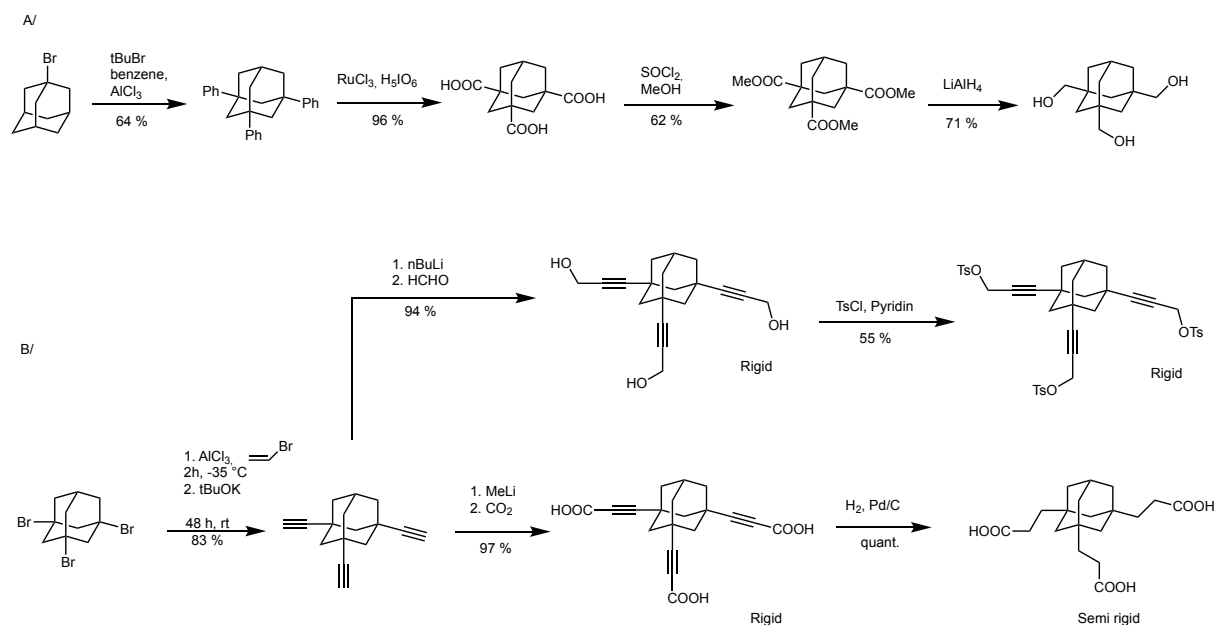 A/
Br
tBuBr
benzene,
AlCl3
64 %
Ph
Ph
Ph
RuCl3, H5IO6
96 %
HOOC
COOH
COOH
SOCl2,
MeOH
62 %
MeOOC
COOMe
COOMe
LiAlH4
71 %
HO
OH
OH
B/
1. nBuLi
2. HCHO
94 %
HO
OH
HO
Rigid
TsCl, Pyridin
55 %
TsO
OTs
TsO
Rigid
Br
Br
Br
1. AlCl3, Br
2h, -35 °C
2. tBuOK
48 h, rt
83 %
1. MeLi
2. CO2
97 %
HOOC
COOH
COOH
Rigid
H2, Pd/C
quant.
HOOC
COOH
COOH
Semi rigid